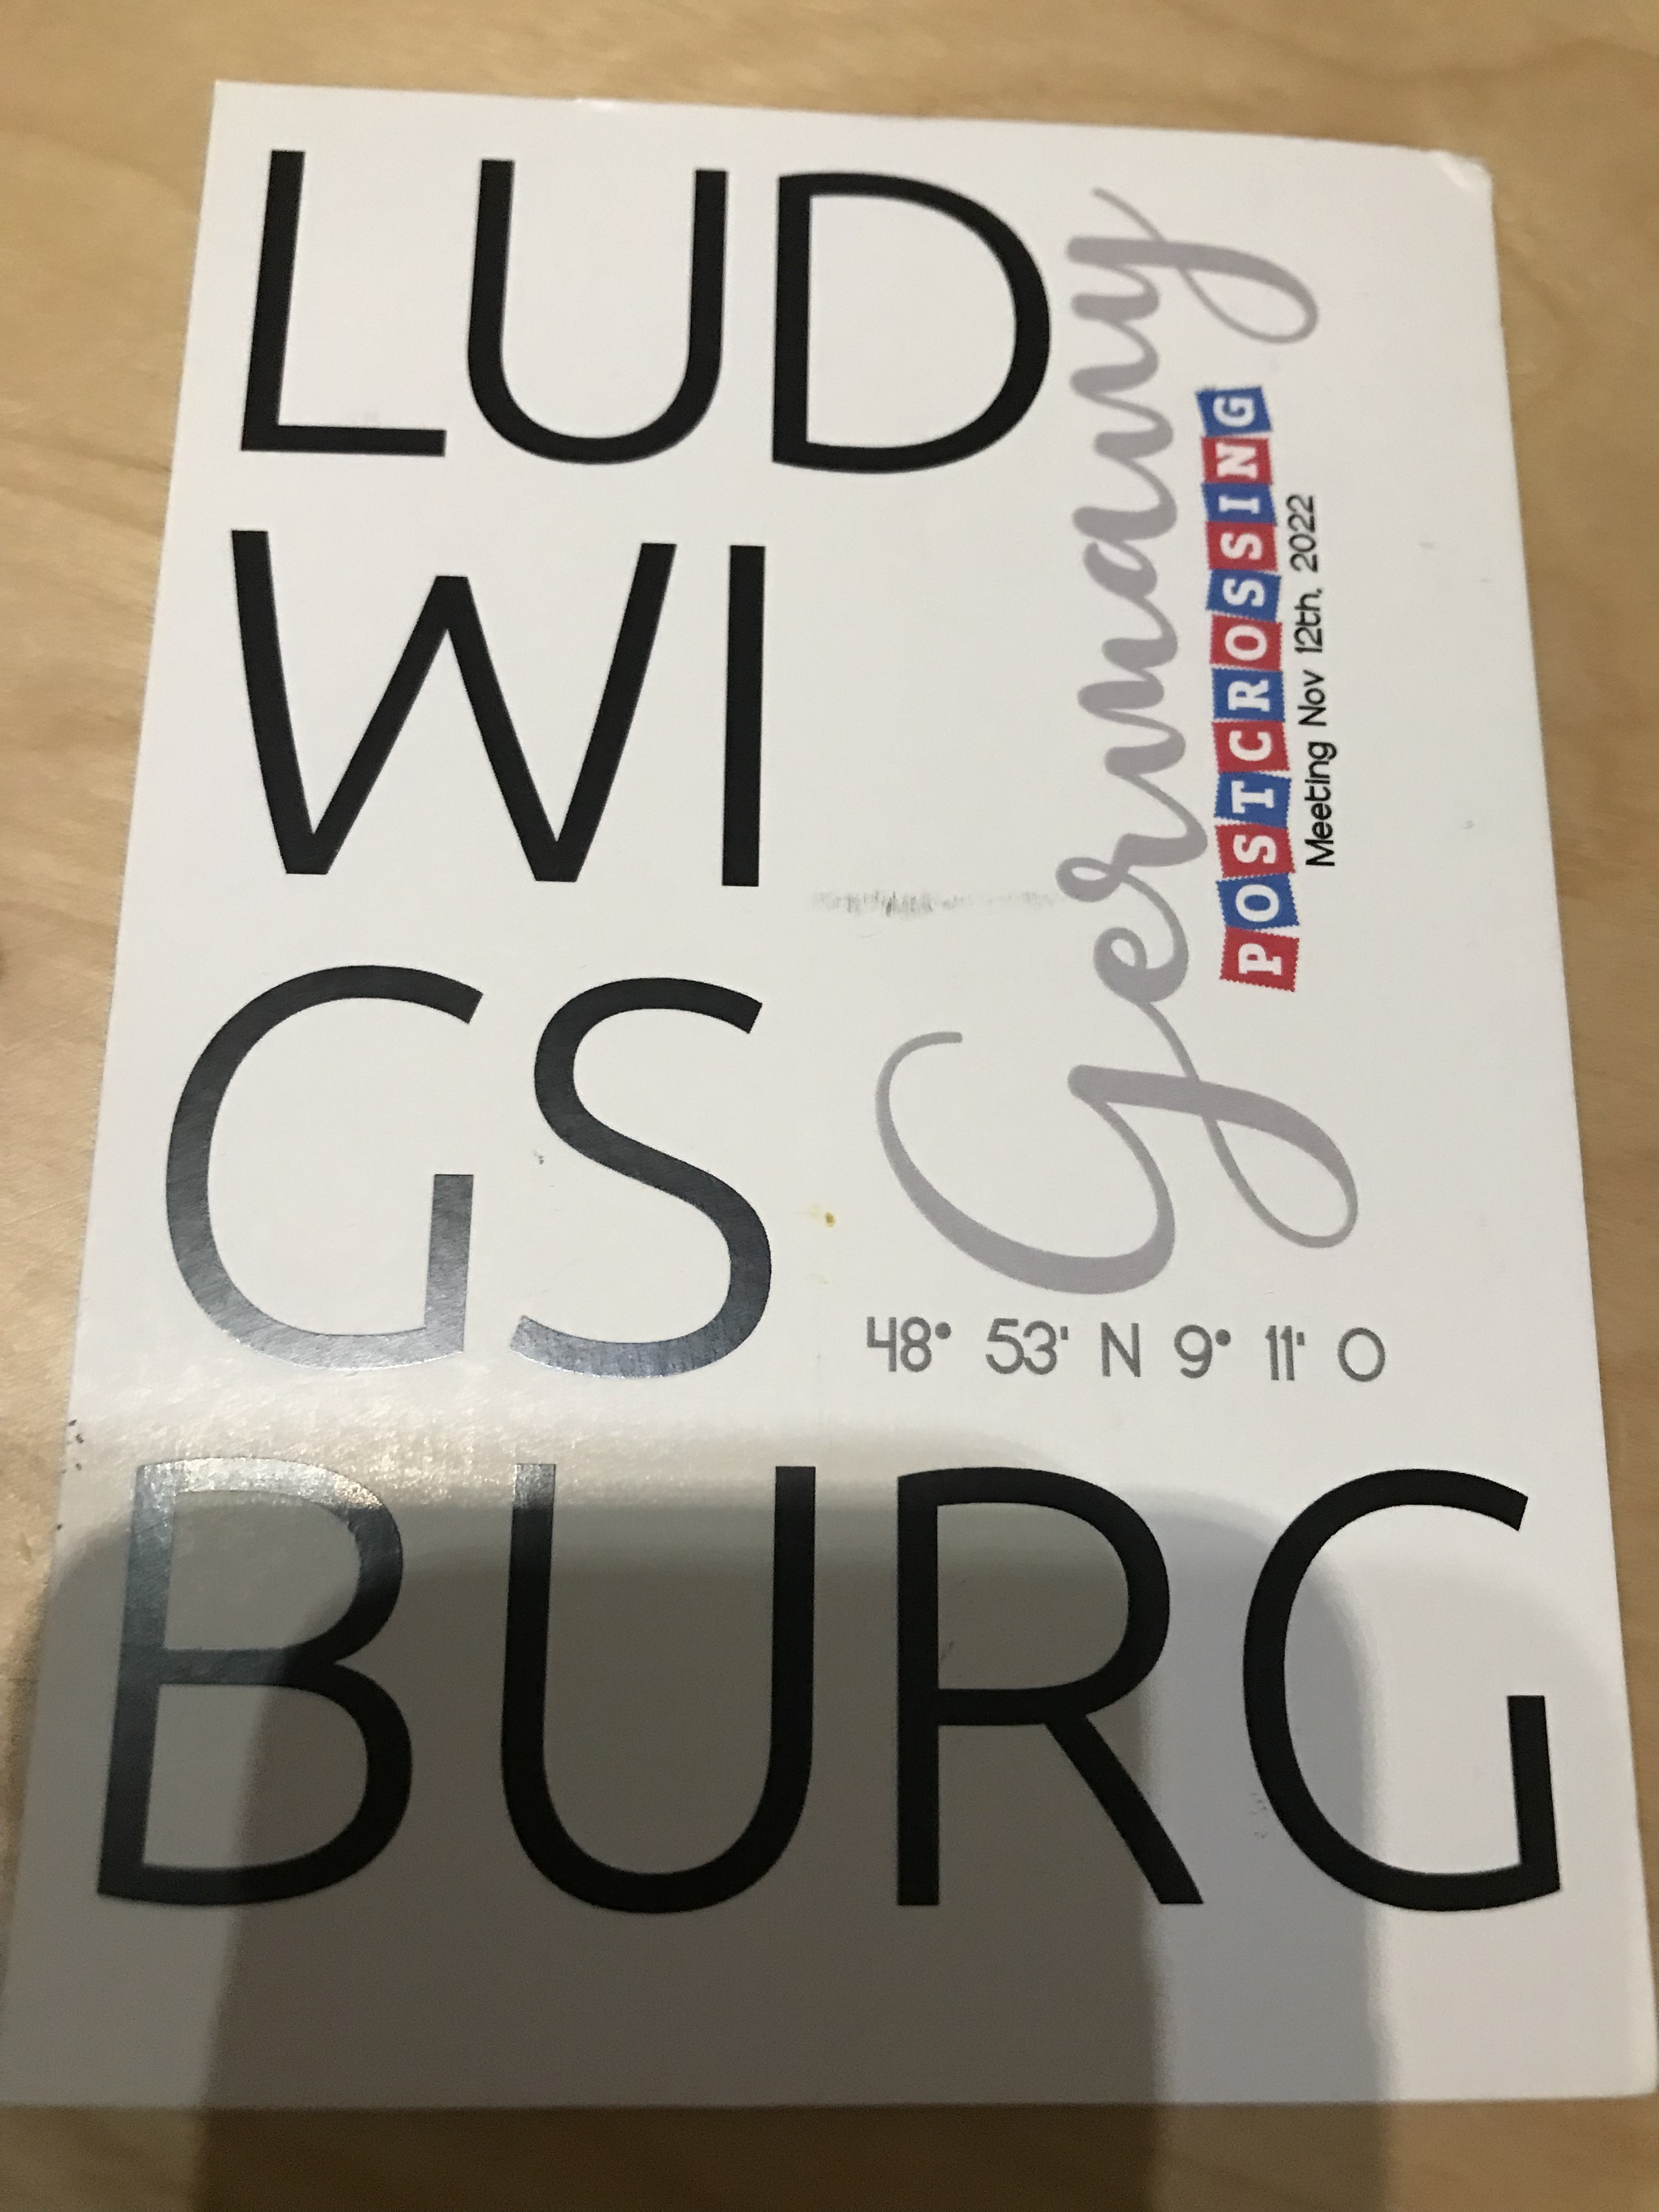 LUD
WI
GS
BURG
Germany
POSTCROSSING
Meeting Nov 12th, 2022
48° 53' N 9° 11' O